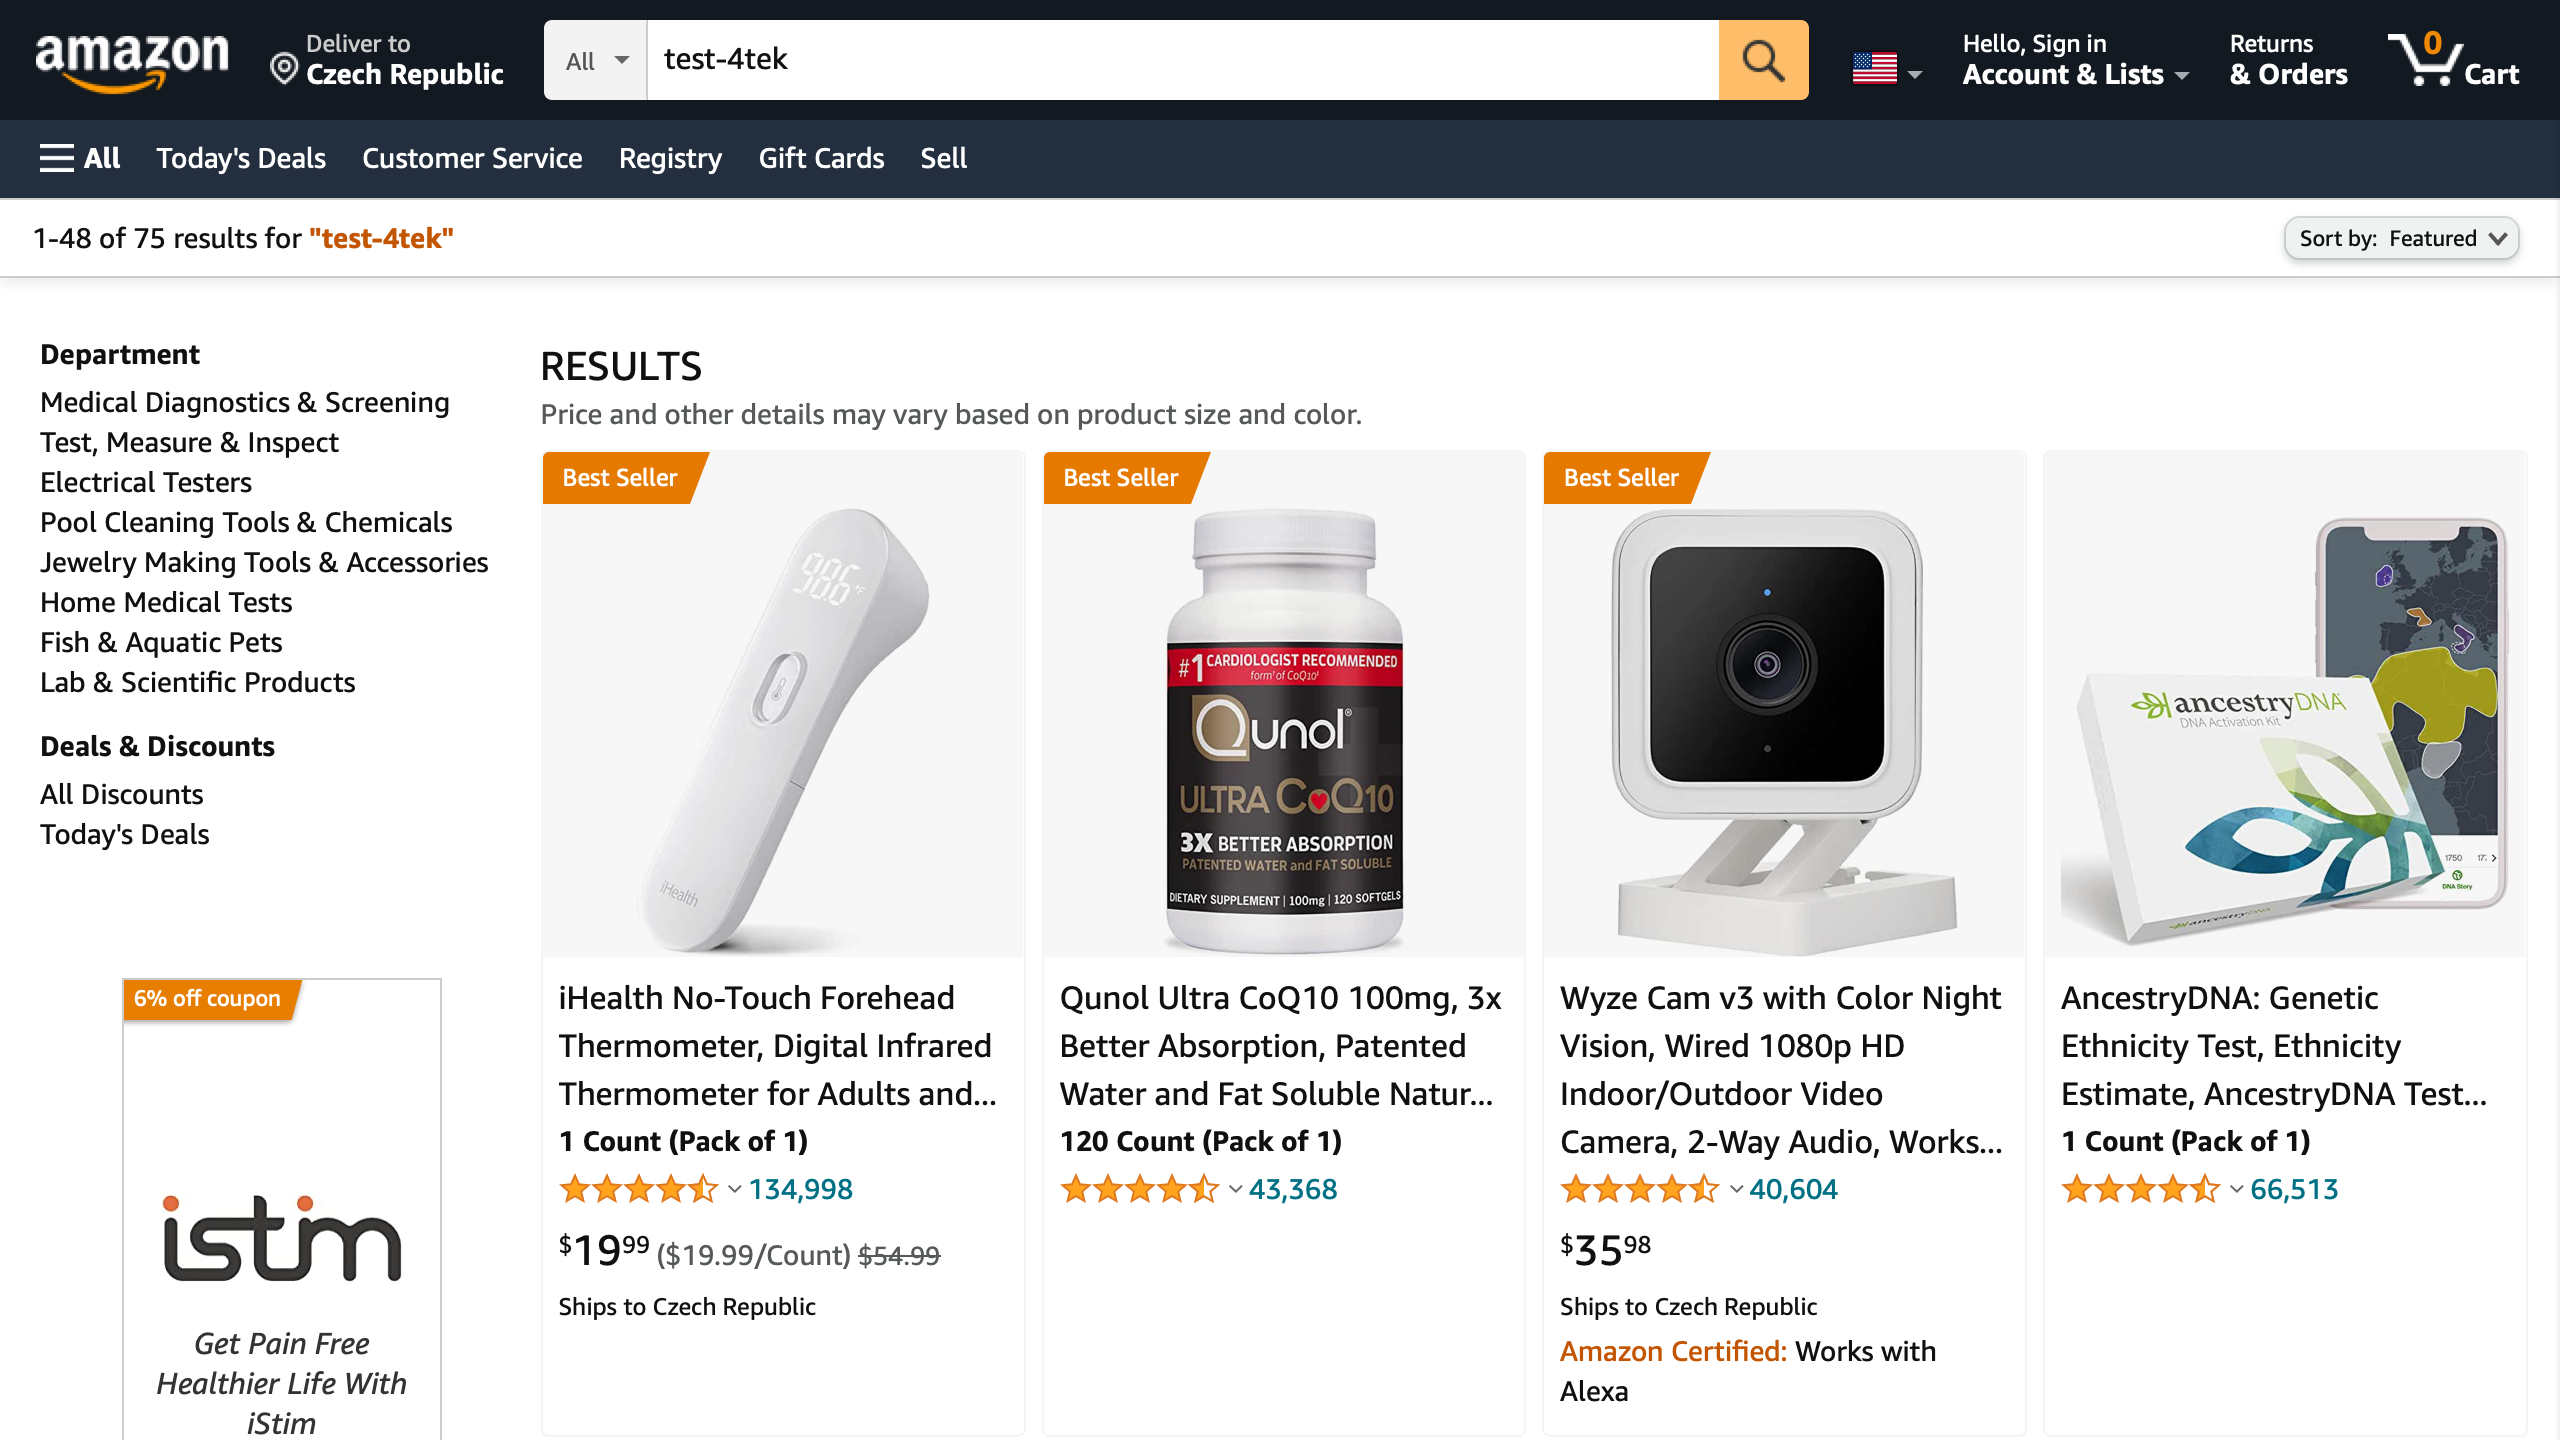 amazon
Deliver to
Czech Republic
All
test-4tek
Hello, Sign in
Account & Lists
Returns
& Orders
0
Cart
All
Today's Deals
Customer Service
Registry
Gift Cards
Sell
1-48 of 75 results for "test-4tek"
Sort by: Featured
Department
Medical Diagnostics & Screening
Test, Measure & Inspect
Electrical Testers
Pool Cleaning Tools & Chemicals
Jewelry Making Tools & Accessories
Home Medical Tests
Fish & Aquatic Pets
Lab & Scientific Products
Deals & Discounts
All Discounts
Today's Deals
6% off coupon
istim
Get Pain Free
Healthier Life With
iStim
RESULTS
Price and other details may vary based on product size and color.
Best Seller
98.6 °F
iHealth
iHealth No-Touch Forehead
Thermometer, Digital Infrared
Thermometer for Adults and...
1 Count (Pack of 1)
134,998
$19.99 ($19.99/Count) $54.99
Ships to Czech Republic
Best Seller
#1 CARDIOLOGIST RECOMMENDED
form† of CoQ10‡
Qunol®
ULTRA CoQ10
3X BETTER ABSORPTION
PATENTED WATER and FAT SOLUBLE
DIETARY SUPPLEMENT | 100mg | 120 SOFTGELS
Qunol Ultra CoQ10 100mg, 3x
Better Absorption, Patented
Water and Fat Soluble Natur...
120 Count (Pack of 1)
43,368
Best Seller
Wyze Cam v3 with Color Night
Vision, Wired 1080p HD
Indoor/Outdoor Video
Camera, 2-Way Audio, Works...
40,604
$35.98
Ships to Czech Republic
Amazon Certified: Works with
Alexa
ancestryDNA
DNA Activation Kit
1750
DNA Story
ancestryDNA
AncestryDNA: Genetic
Ethnicity Test, Ethnicity
Estimate, AncestryDNA Test...
1 Count (Pack of 1)
66,513